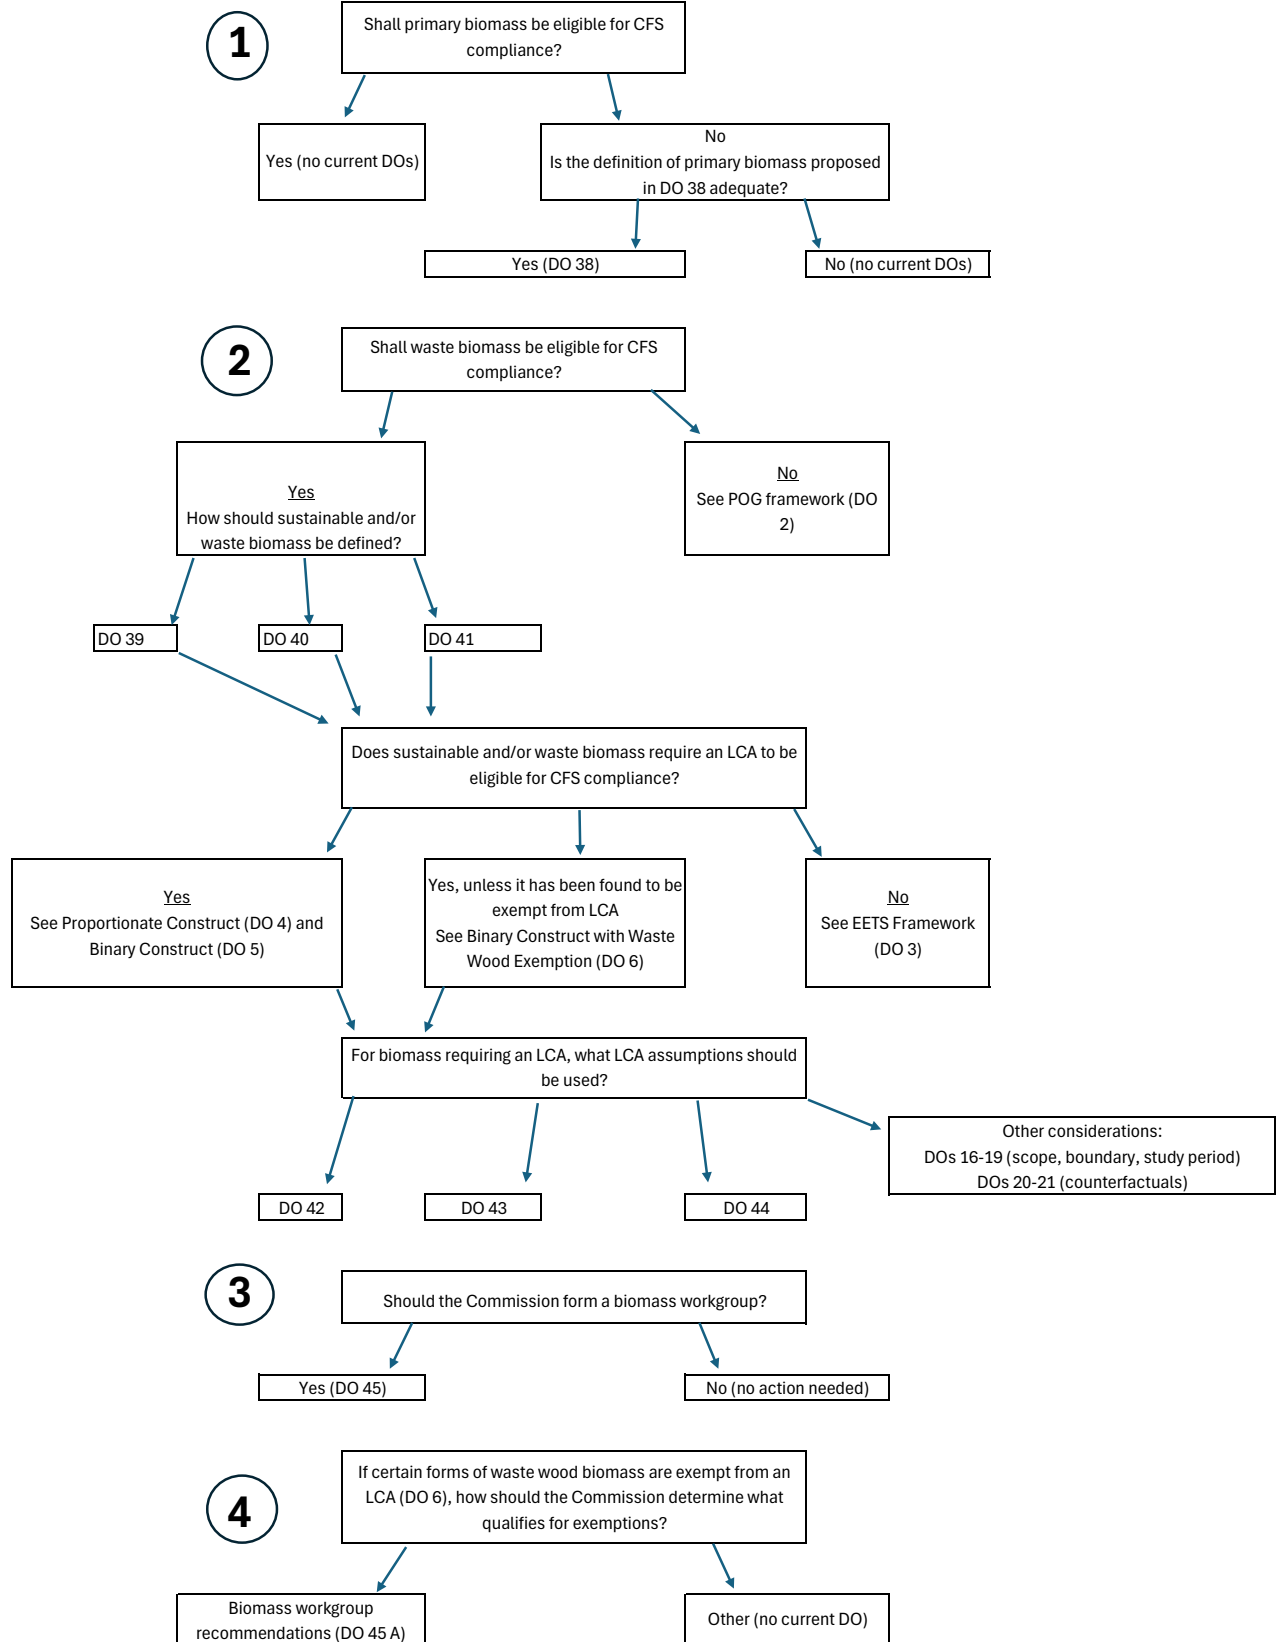 1
Shall primary biomass be eligible for CFS
compliance?
Yes (no current DOs)
No
Is the definition of primary biomass proposed
in DO 38 adequate?
Yes (DO 38)
No (no current DOs)
2
Shall waste biomass be eligible for CFS
compliance?
Yes
How should sustainable and/or
waste biomass be defined?
No
See POG framework (DO
2)
DO 39
DO 40
DO 41
Does sustainable and/or waste biomass require an LCA to be
eligible for CFS compliance?
Yes
See Proportionate Construct (DO 4) and
Binary Construct (DO 5)
Yes, unless it has been found to be
exempt from LCA
See Binary Construct with Waste
Wood Exemption (DO 6)
No
See EETS Framework
(DO 3)
For biomass requiring an LCA, what LCA assumptions should
be used?
Other considerations:
DOs 16-19 (scope, boundary, study period)
DOs 20-21 (counterfactuals)
DO 42
DO 43
DO 44
3
Should the Commission form a biomass workgroup?
Yes (DO 45)
No (no action needed)
4
If certain forms of waste wood biomass are exempt from an
LCA (DO 6), how should the Commission determine what
qualifies for exemptions?
Biomass workgroup
recommendations (DO 45 A)
Other (no current DO)